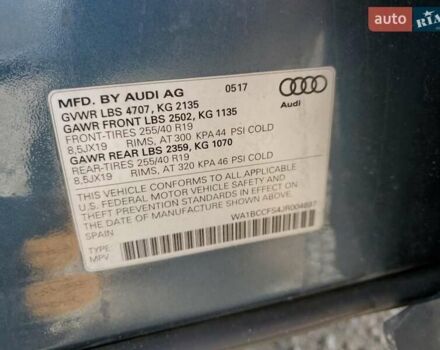 auto
RIA
MFD. BY AUDI AG 0517
GVWR LBS 4707, KG 2135
GAWR FRONT LBS 2502, KG 1135
FRONT-TIRES 255/40 R19
8,5JX19 RIMS, AT 300 KPA 44 PSI COLD
GAWR REAR LBS 2359, KG 1070
REAR-TIRES 255/40 R19
8,5JX19 RIMS, AT 320 KPA 46 PSI COLD
THIS VEHICLE CONFORMS TO ALL APPLICABLE
U.S. FEDERAL MOTOR VEHICLE SAFETY
STANDARDS IN EFFECT ON THE
DATE OF MANUFACTURE SHOWN ABOVE.
SPAIN
TYPE:
MPV
Audi